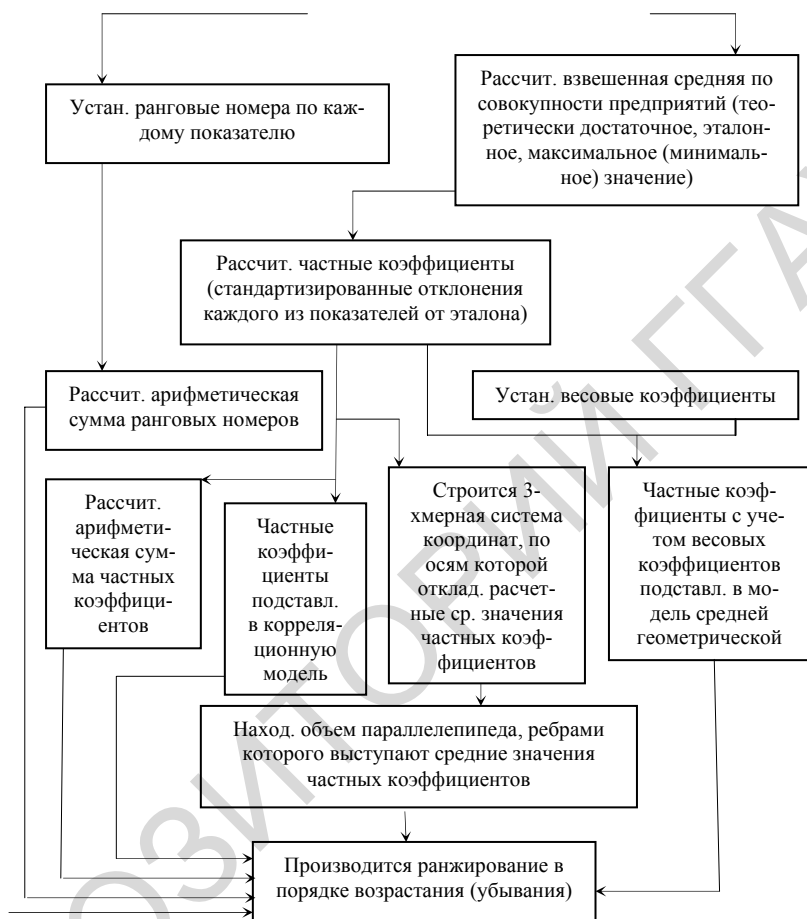 Устан. ранговые номера по каж-
дому показателю
Рассчит. взвешенная средняя по
совокупности предприятий (тео-
ретически достаточное, эталон-
ное, максимальное (минималь-
ное) значение)
Рассчит. частные коэффициенты
(стандартизированные отклонения
каждого из показателей от эталона)
Рассчит. арифметическая
сумма ранговых номеров
Устан. весовые коэффициенты
Рассчит.
арифмети-
ческая сум-
ма частных
коэффици-
ентов
Частные
коэффи-
циенты
подставл.
в корреля-
ционную
модель
Строится 3-
хмерная система
координат, по
осям которой
отклад. расчет-
ные ср. значения
частных коэф-
фициентов
Частные коэф-
фициенты с уче-
том весовых
коэффициентов
подставл. в мо-
дель средней
геометрической
Наход. объем параллелепипеда, ребрами
которого выступают средние значения
частных коэффициентов
Производится ранжирование в
порядке возрастания (убывания)
ОЗИТОРИЙ ГГА